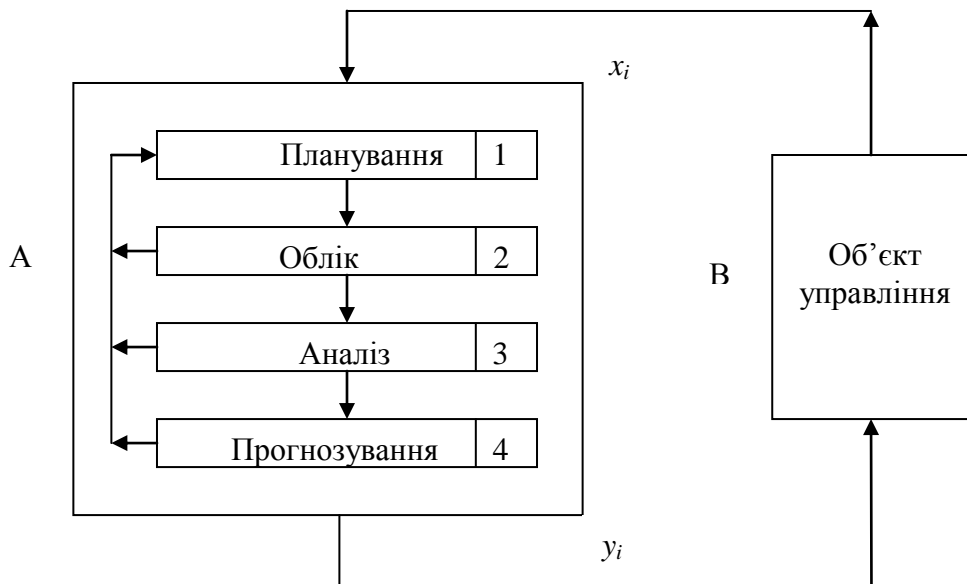 xᵢ
Планування 1
А
Облік 2
В
Об’єкт
управління
Аналіз 3
Прогнозування 4
yᵢ